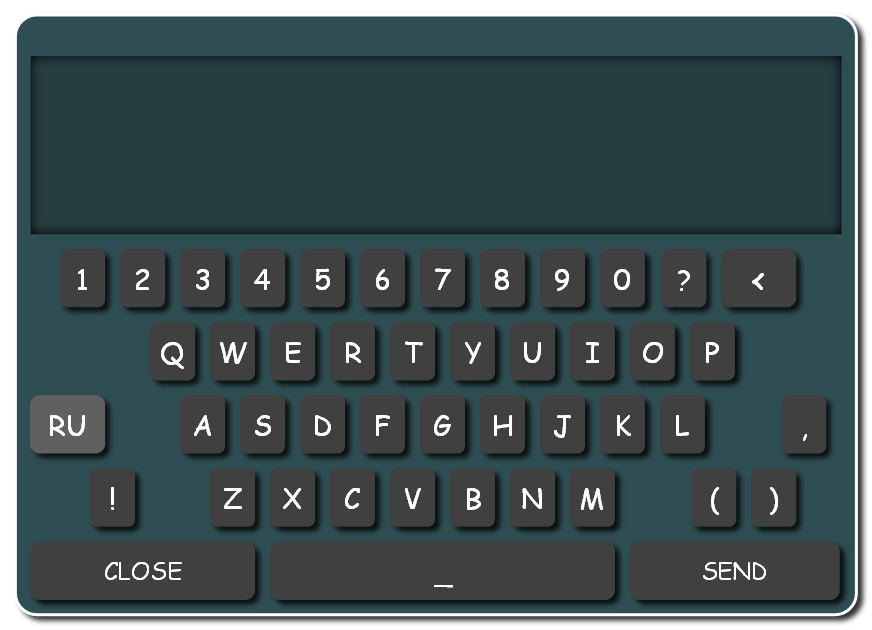 1 2 3 4 5 6 7 8 9 0 ? <
Q W E R T Y U I O P
RU A S D F G H J K L ,
! Z X C V B N M ( )
CLOSE _ SEND